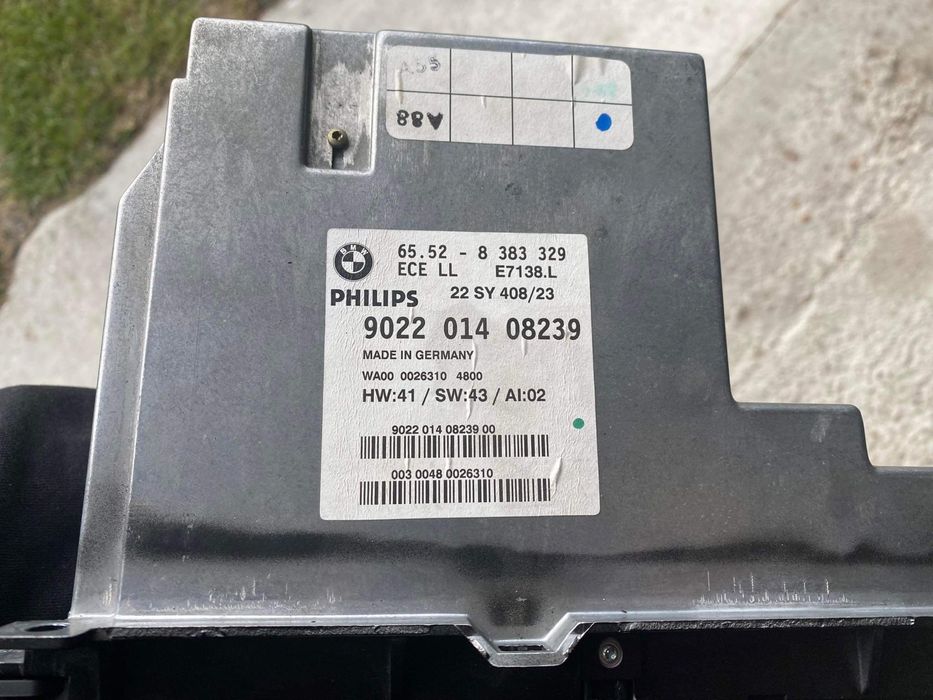 A88
BMW
65.52 - 8 383 329
ECE LL E7138.L
PHILIPS 22 SY 408/23
9022 014 08239
MADE IN GERMANY
WA00 0026310 4800
HW:41 / SW:43 / AI:02
9022 014 08239 00
003 0048 0026310